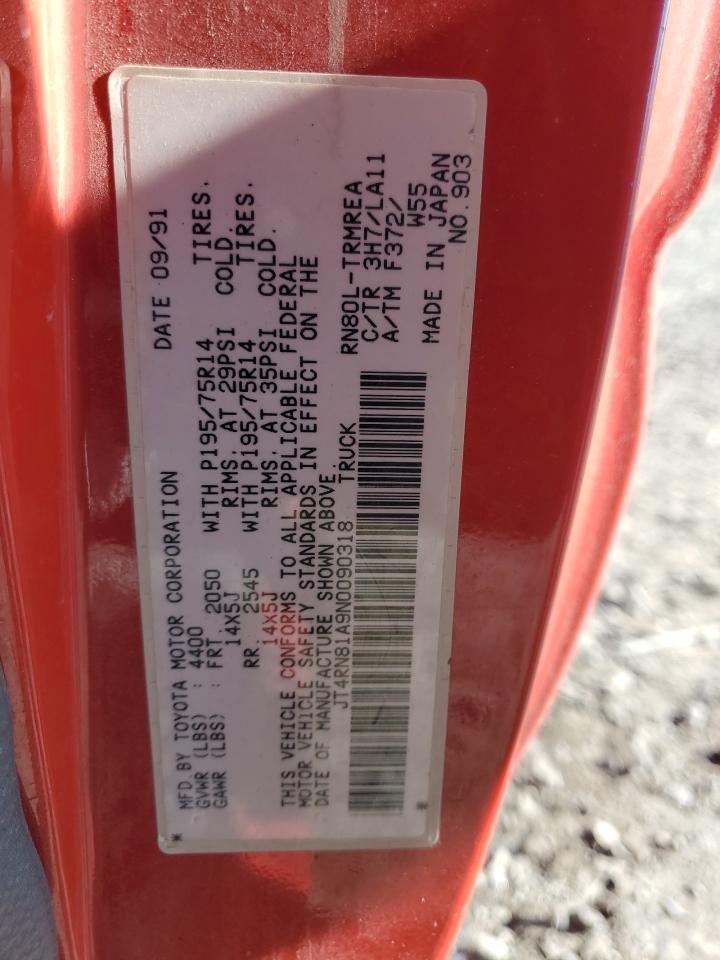 DATE 09/91
MFD.BY TOYOTA MOTOR CORPORATION
GVWR (LBS) : 4400 WITH P195/75R14 TIRES,
GAWR (LBS) : FRT. 2050 RIMS, AT 29PSI COLD.
14X5J WITH P195/75R14 TIRES,
RR. 2545 RIMS, AT 35PSI COLD.
14X5J
THIS VEHICLE CONFORMS TO ALL APPLICABLE FEDERAL
MOTOR VEHICLE SAFETY STANDARDS IN EFFECT ON THE
DATE OF MANUFACTURE SHOWN ABOVE.
JT4RN81A9N0090318 TRUCK
RN80L-TRMREA
C/TR 3H7/LA11
A/TM F372/
W55
MADE IN JAPAN
NO.903